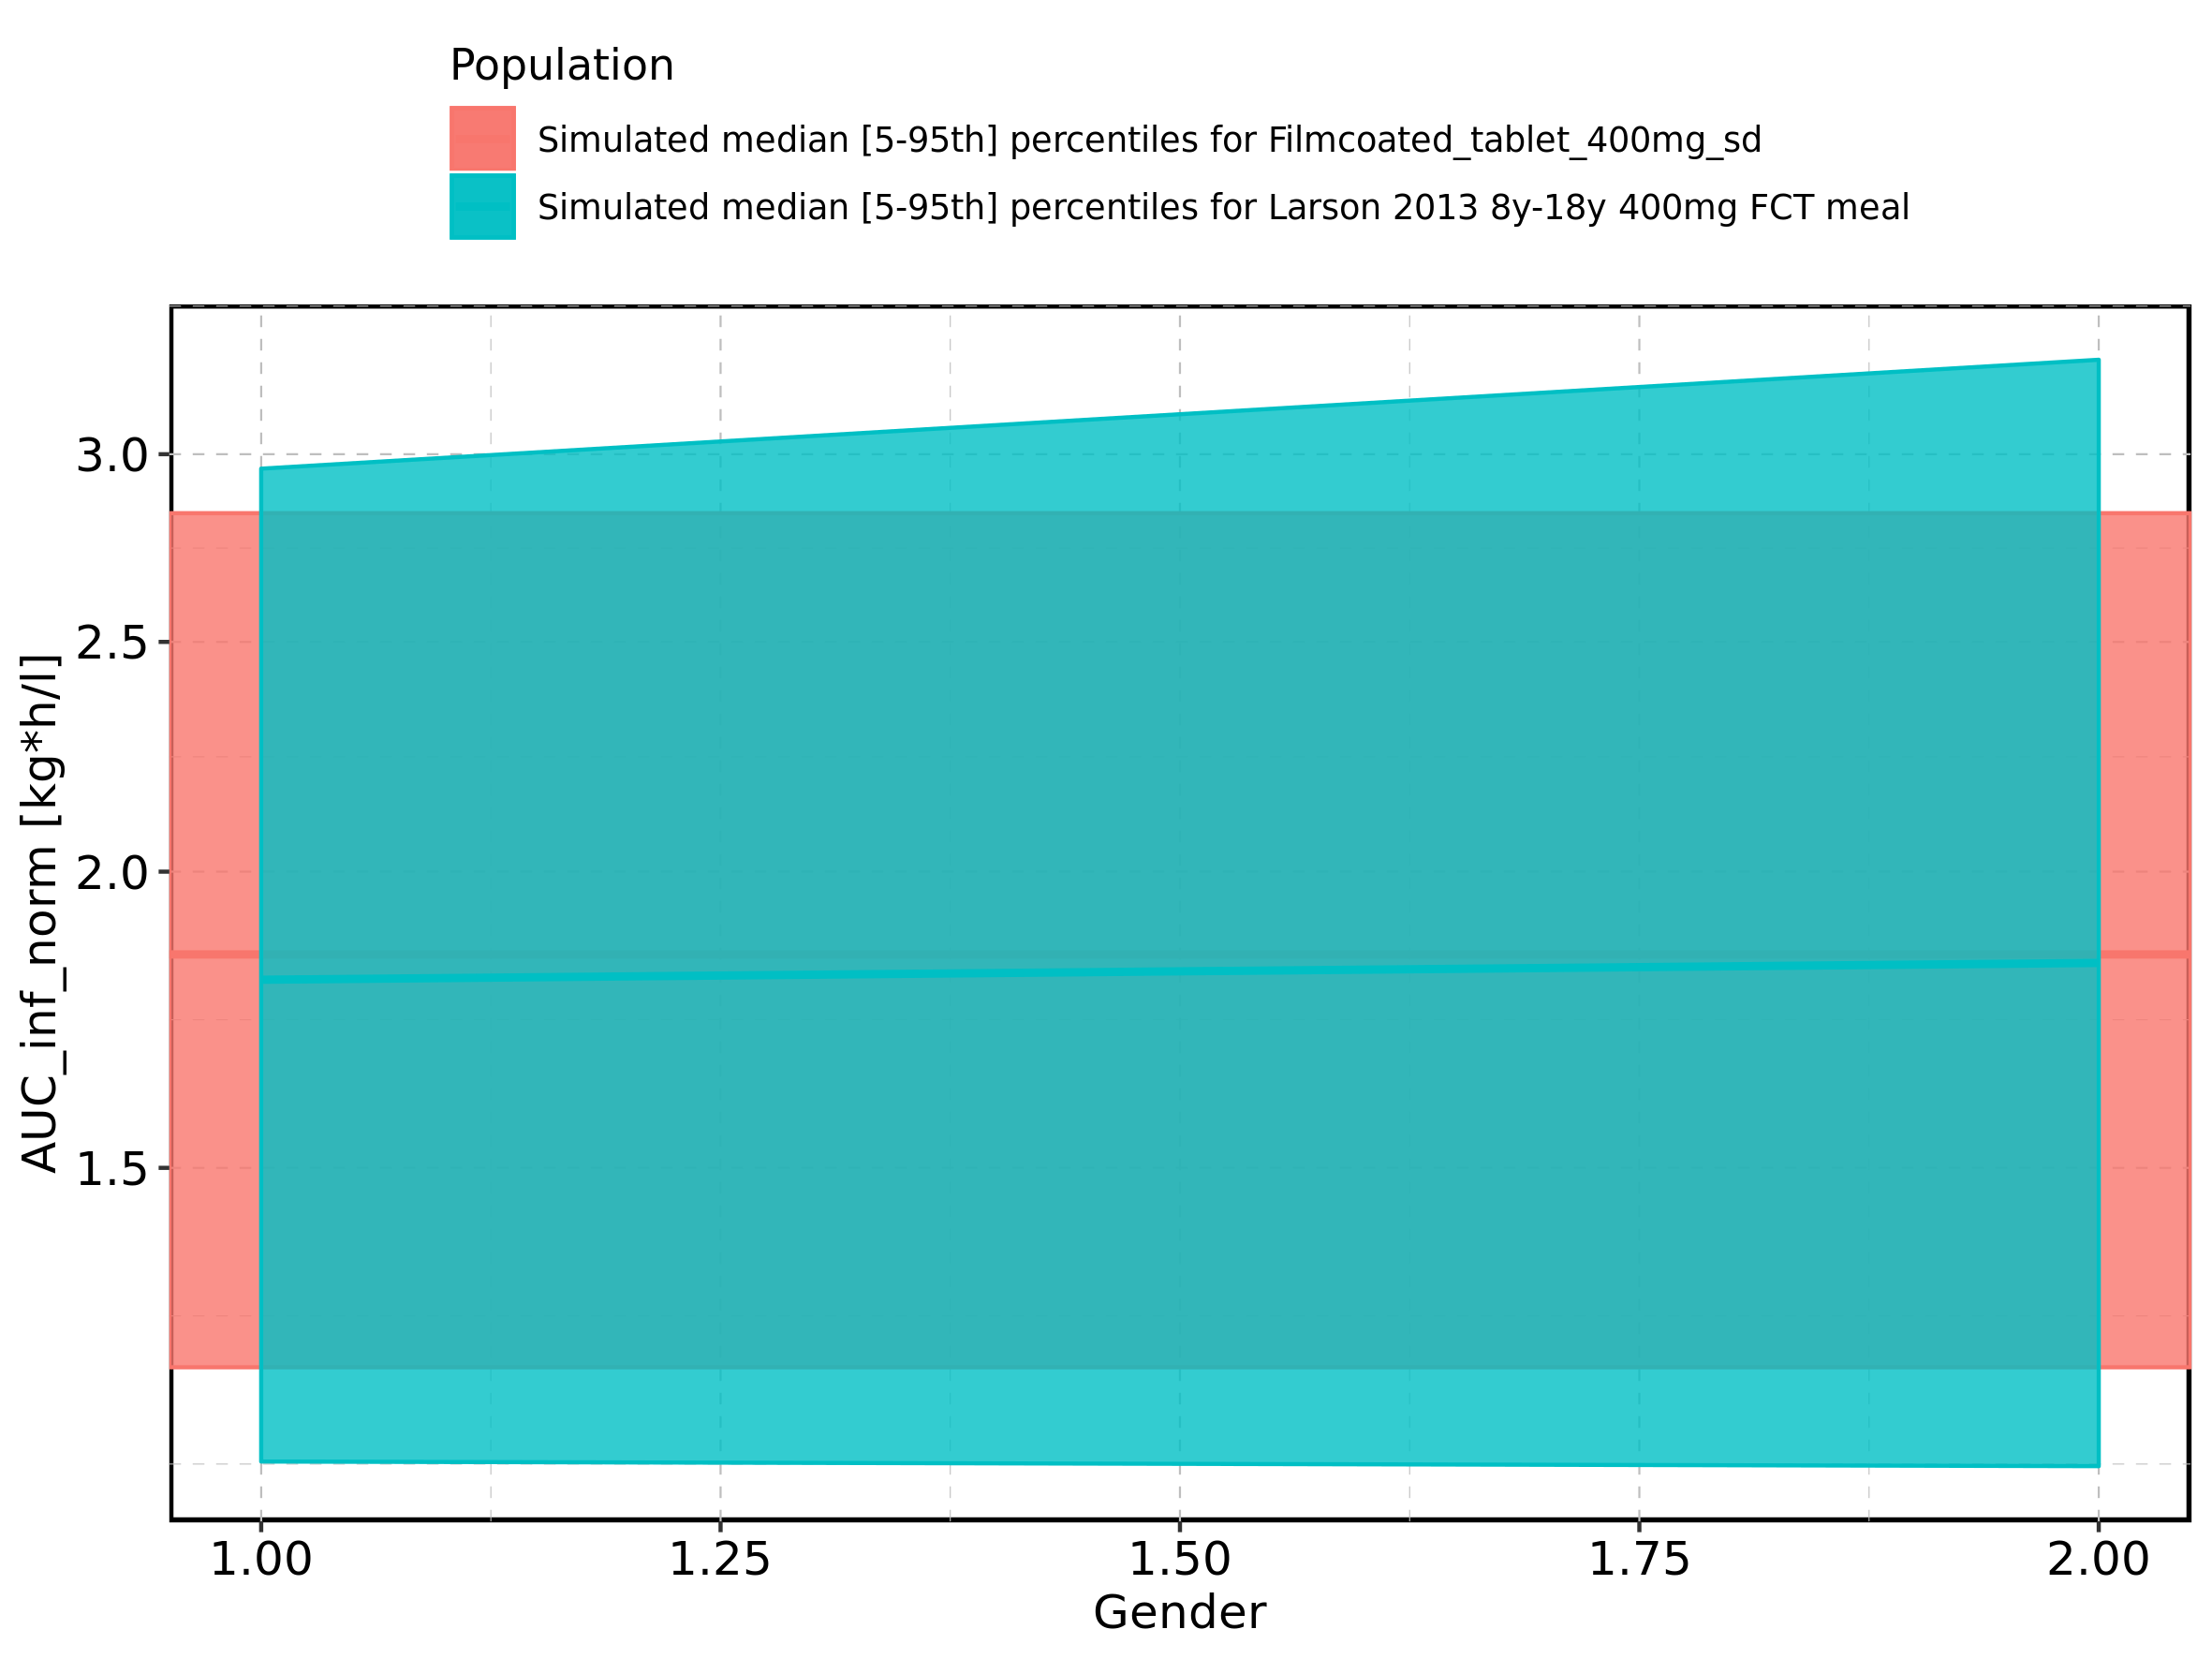 Population
Simulated median [5-95th] percentiles for Filmcoated_tablet_400mg_sd
Simulated median [5-95th] percentiles for Larson 2013 8y-18y 400mg FCT meal
AUC_inf_norm [kg*h/l]
3.0
2.5
2.0
1.5
1.00 1.25 1.50 1.75 2.00
Gender